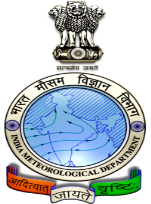 सत्यमेव जयते
भारत मौसम विज्ञान विभाग
INDIA METEOROLOGICAL DEPARTMENT
आदित्यात् जायते वृष्टिः